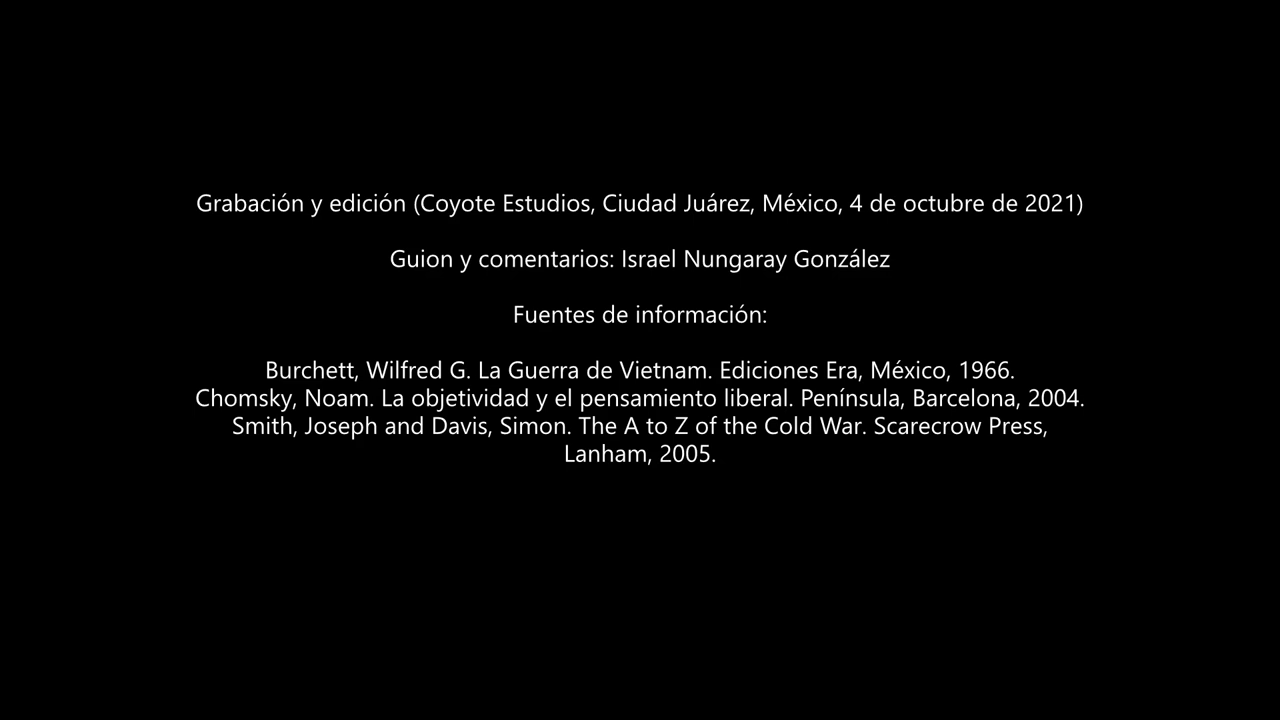 Grabación y edición (Coyote Estudios, Ciudad Juárez, México, 4 de octubre de 2021)
Guion y comentarios: Israel Nungaray González
Fuentes de información:
Burchett, Wilfred G. La Guerra de Vietnam. Ediciones Era, México, 1966.
Chomsky, Noam. La objetividad y el pensamiento liberal. Península, Barcelona, 2004.
Smith, Joseph and Davis, Simon. The A to Z of the Cold War. Scarecrow Press,
Lanham, 2005.